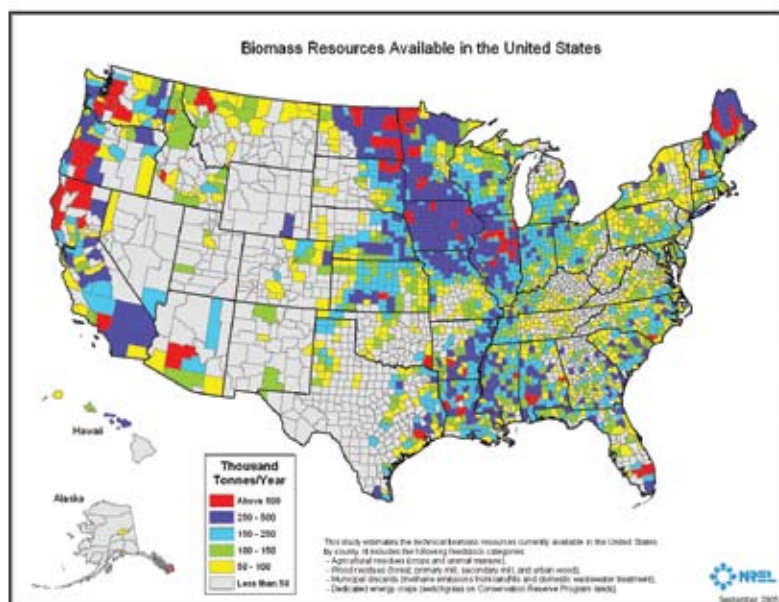 Biomass Resources Available in the United States
Hawaii
Alaska
Thousand
Tonnes/Year
Above 500
250 - 500
150 - 250
100 - 150
50 - 100
Less than 50
This study estimates the technical biomass resources currently available in the United States
by county. It includes the following feedstock categories:
- Agricultural residues (crops and animal manure);
- Wood residues (forest, primary mill, secondary mill, and urban wood);
- Municipal discards (methane emissions from landfills and domestic wastewater treatment);
- Dedicated energy crops (switchgrass on Conservation Reserve Program lands).
NREL
September 2005